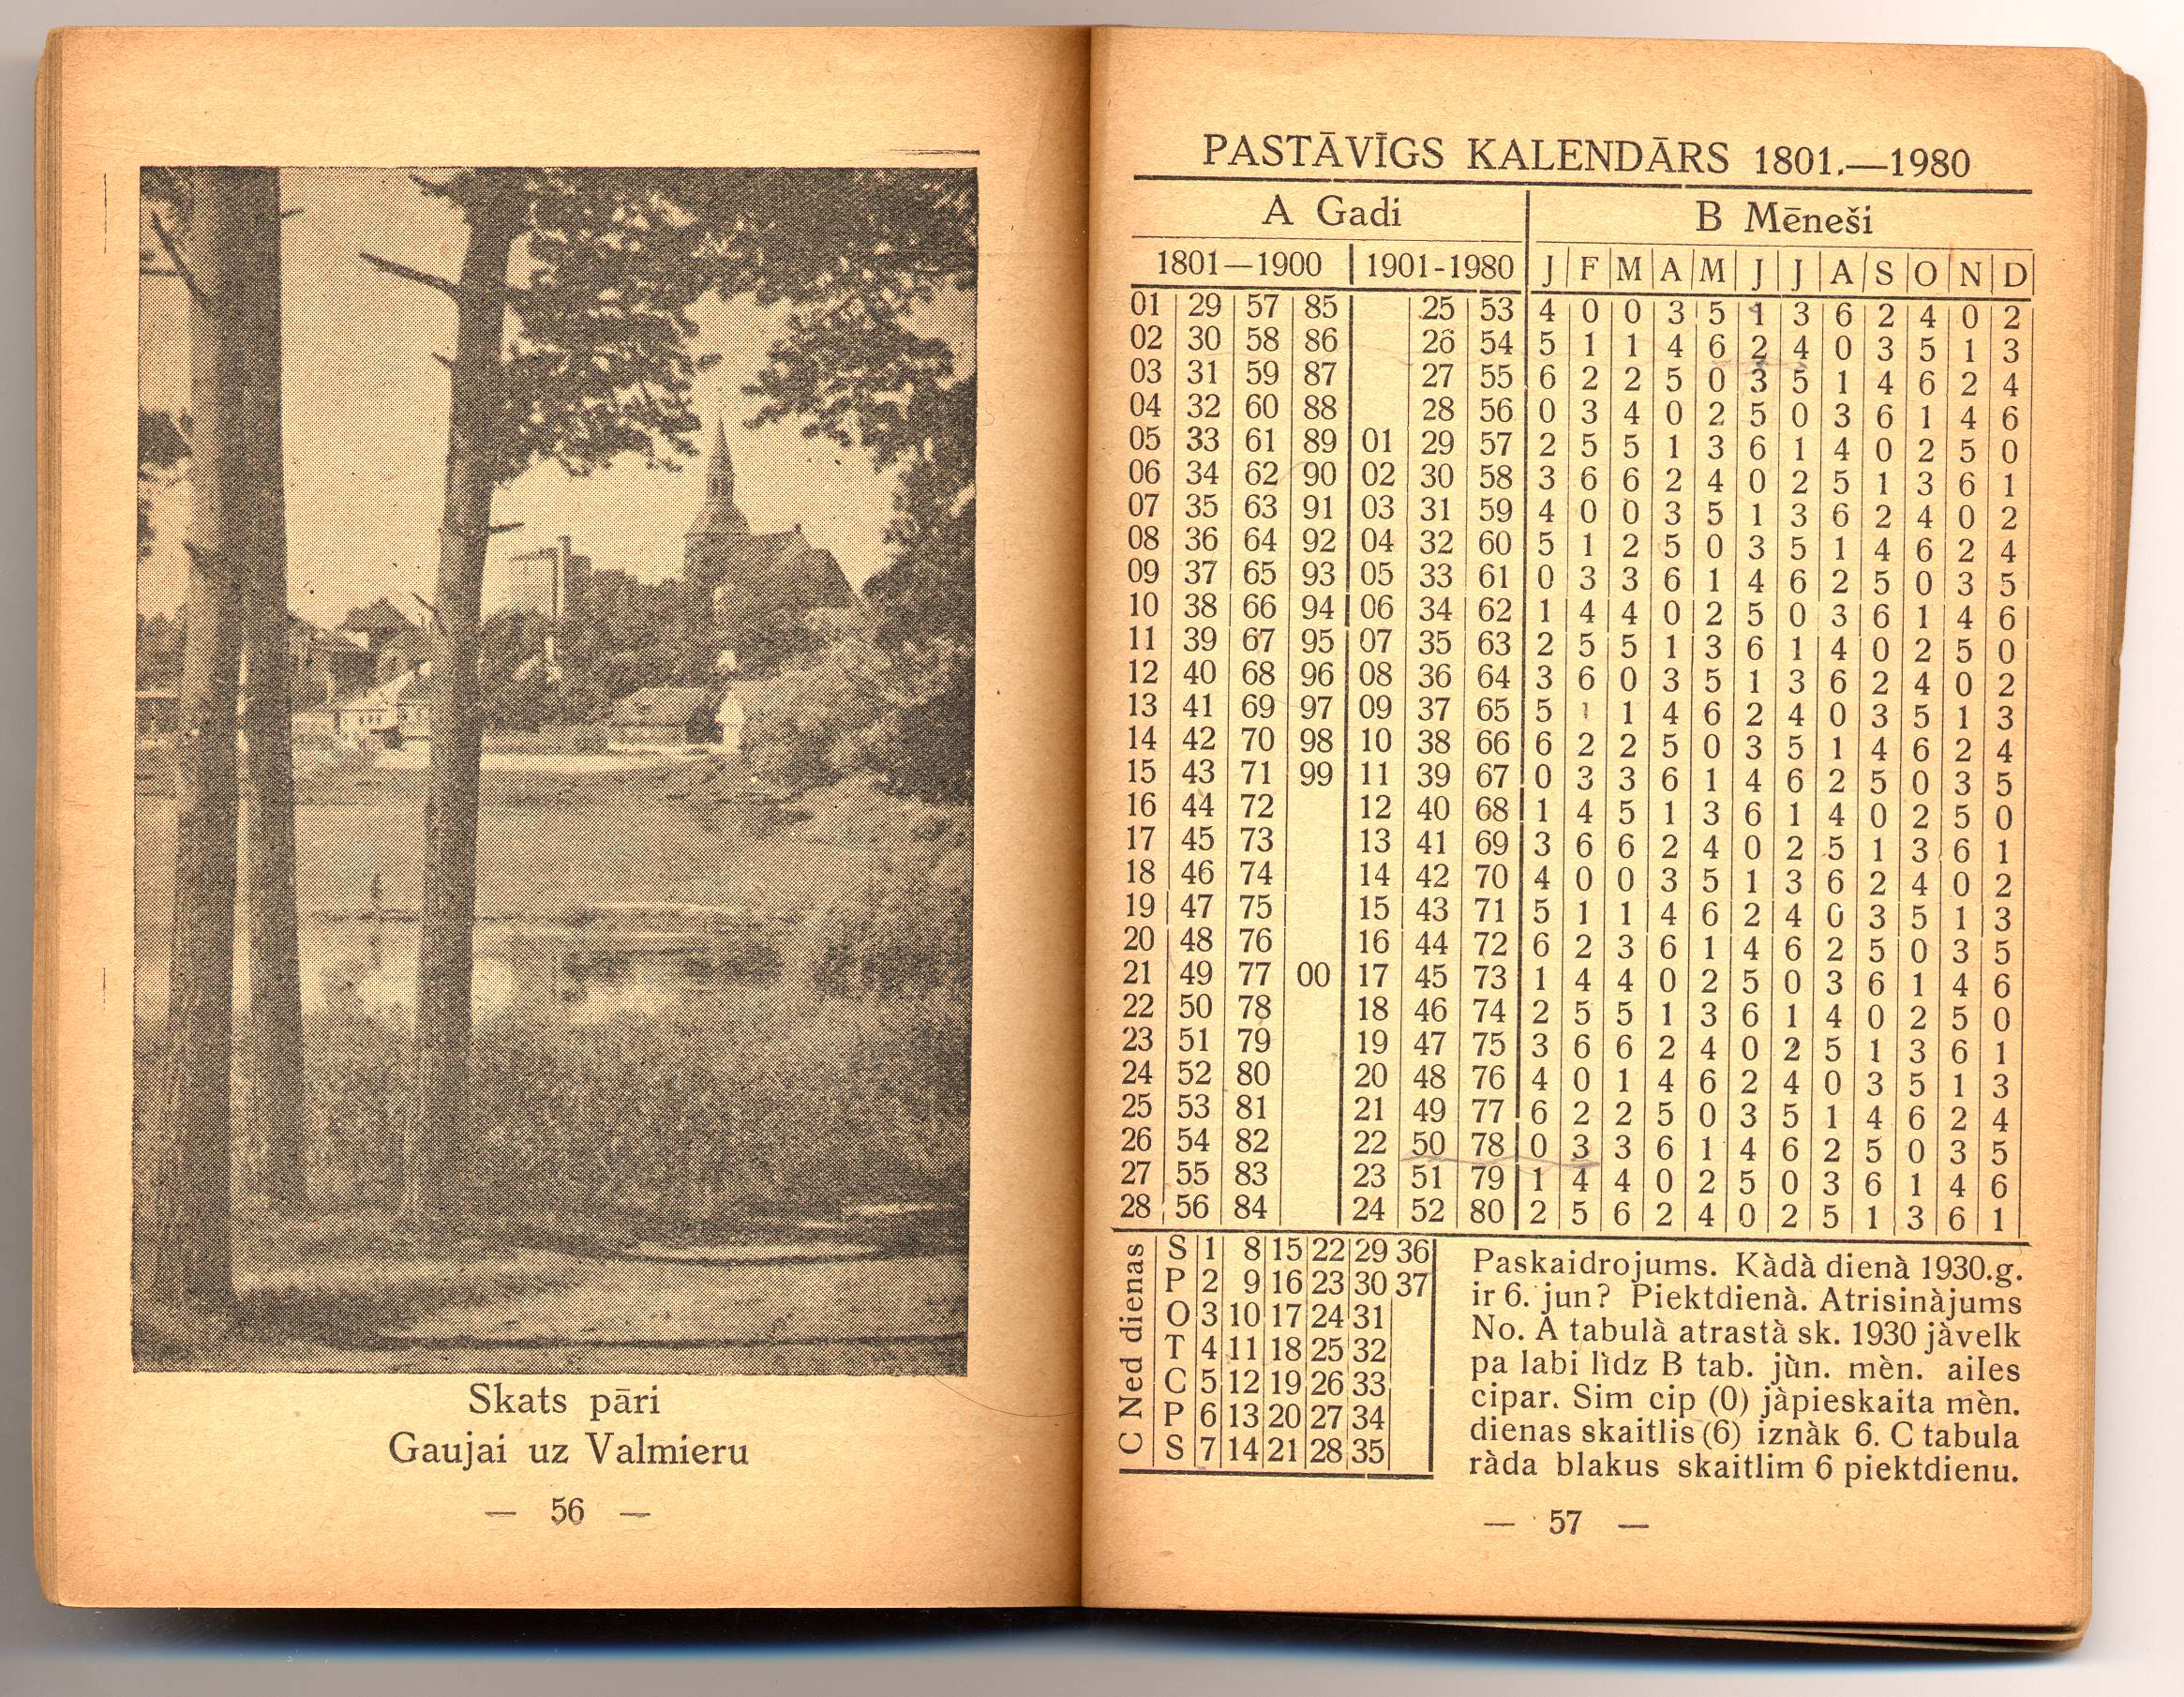 Skats pāri
Gaujai uz Valmieru
— 56 —
PASTĀVĪGS KALENDĀRS 1801.—1980
A Gadi B Mēneši
1801—1900 1901-1980 J F M A M J J A S O N D
01 29 57 85 25 53 4 0 0 3 5 1 3 6 2 4 0 2
02 30 58 86 26 54 5 1 1 4 6 2 4 0 3 5 1 3
03 31 59 87 27 55 6 2 2 5 0 3 5 1 4 6 2 4
04 32 60 88 28 56 0 3 4 0 2 5 0 3 6 1 4 6
05 33 61 89 01 29 57 2 5 5 1 3 6 1 4 0 2 5 0
06 34 62 90 02 30 58 3 6 6 2 4 0 2 5 1 3 6 1
07 35 63 91 03 31 59 4 0 0 3 5 1 3 6 2 4 0 2
08 36 64 92 04 32 60 5 1 2 5 0 3 5 1 4 6 2 4
09 37 65 93 05 33 61 0 3 3 6 1 4 6 2 5 0 3 5
10 38 66 94 06 34 62 1 4 4 0 2 5 0 3 6 1 4 6
11 39 67 95 07 35 63 2 5 5 1 3 6 1 4 0 2 5 0
12 40 68 96 08 36 64 3 6 0 3 5 1 3 6 2 4 0 2
13 41 69 97 09 37 65 5 1 1 4 6 2 4 0 3 5 1 3
14 42 70 98 10 38 66 6 2 2 5 0 3 5 1 4 6 2 4
15 43 71 99 11 39 67 0 3 3 6 1 4 6 2 5 0 3 5
16 44 72 12 40 68 1 4 5 1 3 6 1 4 0 2 5 0
17 45 73 13 41 69 3 6 6 2 4 0 2 5 1 3 6 1
18 46 74 14 42 70 4 0 0 3 5 1 3 6 2 4 0 2
19 47 75 15 43 71 5 1 1 4 6 2 4 0 3 5 1 3
20 48 76 16 44 72 6 2 3 6 1 4 6 2 5 0 3 5
21 49 77 00 17 45 73 1 4 4 0 2 5 0 3 6 1 4 6
22 50 78 18 46 74 2 5 5 1 3 6 1 4 0 2 5 0
23 51 79 19 47 75 3 6 6 2 4 0 2 5 1 3 6 1
24 52 80 20 48 76 4 0 1 4 6 2 4 0 3 5 1 3
25 53 81 21 49 77 6 2 2 5 0 3 5 1 4 6 2 4
26 54 82 22 50 78 0 3 3 6 1 4 6 2 5 0 3 5
27 55 83 23 51 79 1 4 4 0 2 5 0 3 6 1 4 6
28 56 84 24 52 80 2 5 6 2 4 0 2 5 1 3 6 1
C Ned dienas
S 1 8 15 22 29 36
P 2 9 16 23 30 37
O 3 10 17 24 31
T 4 11 18 25 32
C 5 12 19 26 33
P 6 13 20 27 34
S 7 14 21 28 35
Paskaidrojums. Kàdà dienà 1930.g.
ir 6. jun? Piektdienà. Atrisinàjums
No. A tabulà atrastà sk. 1930 jàvelk
pa labi lìdz B tab. jùn. mèn. ailes
cipar. Sim cip (0) jàpieskaita mèn.
dienas skaitlis (6) iznàk 6. C tabula
ràda blakus skaitlim 6 piektdienu.
— 57 —